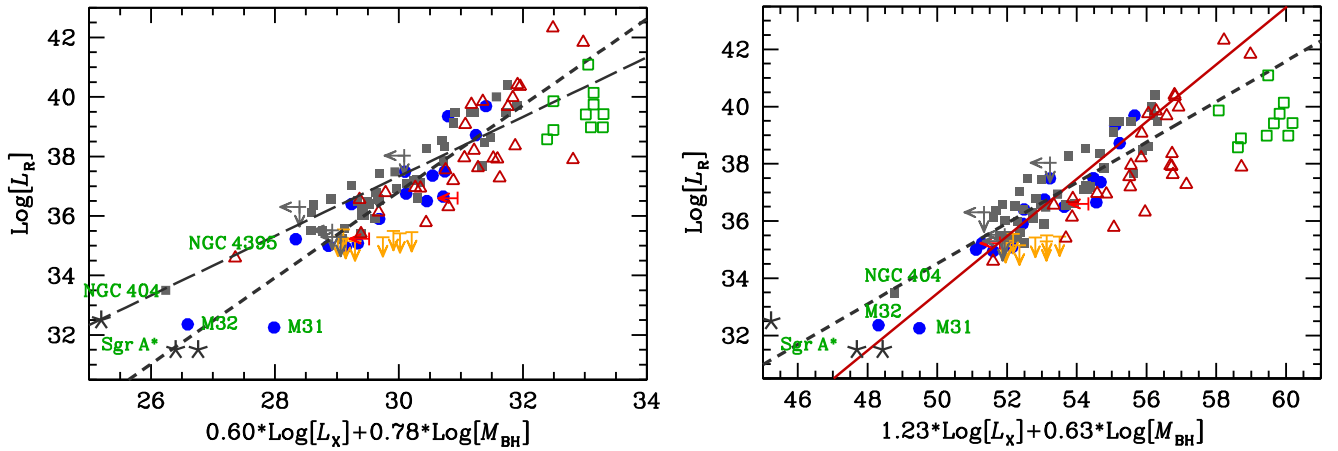 42
40
38
36
34
32
Log[L_R]
NGC 4395
NGC 404
M32
M31
Sgr A*
26 28 30 32 34
0.60*Log[L_X]+0.78*Log[M_BH]
42
40
38
36
34
32
Log[L_R]
NGC 404
M32
M31
Sgr A*
46 48 50 52 54 56 58 60
1.23*Log[L_X]+0.63*Log[M_BH]